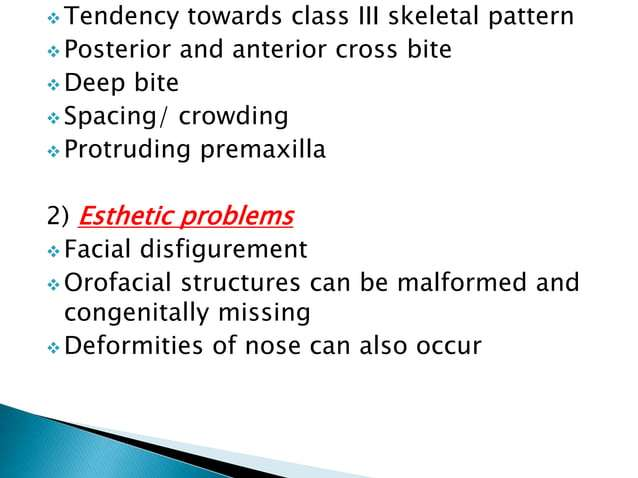 ❖Tendency towards class III skeletal pattern
❖Posterior and anterior cross bite
❖Deep bite
❖Spacing/ crowding
❖Protruding premaxilla
2) Esthetic problems
❖Facial disfigurement
❖Orofacial structures can be malformed and
congenitally missing
❖Deformities of nose can also occur